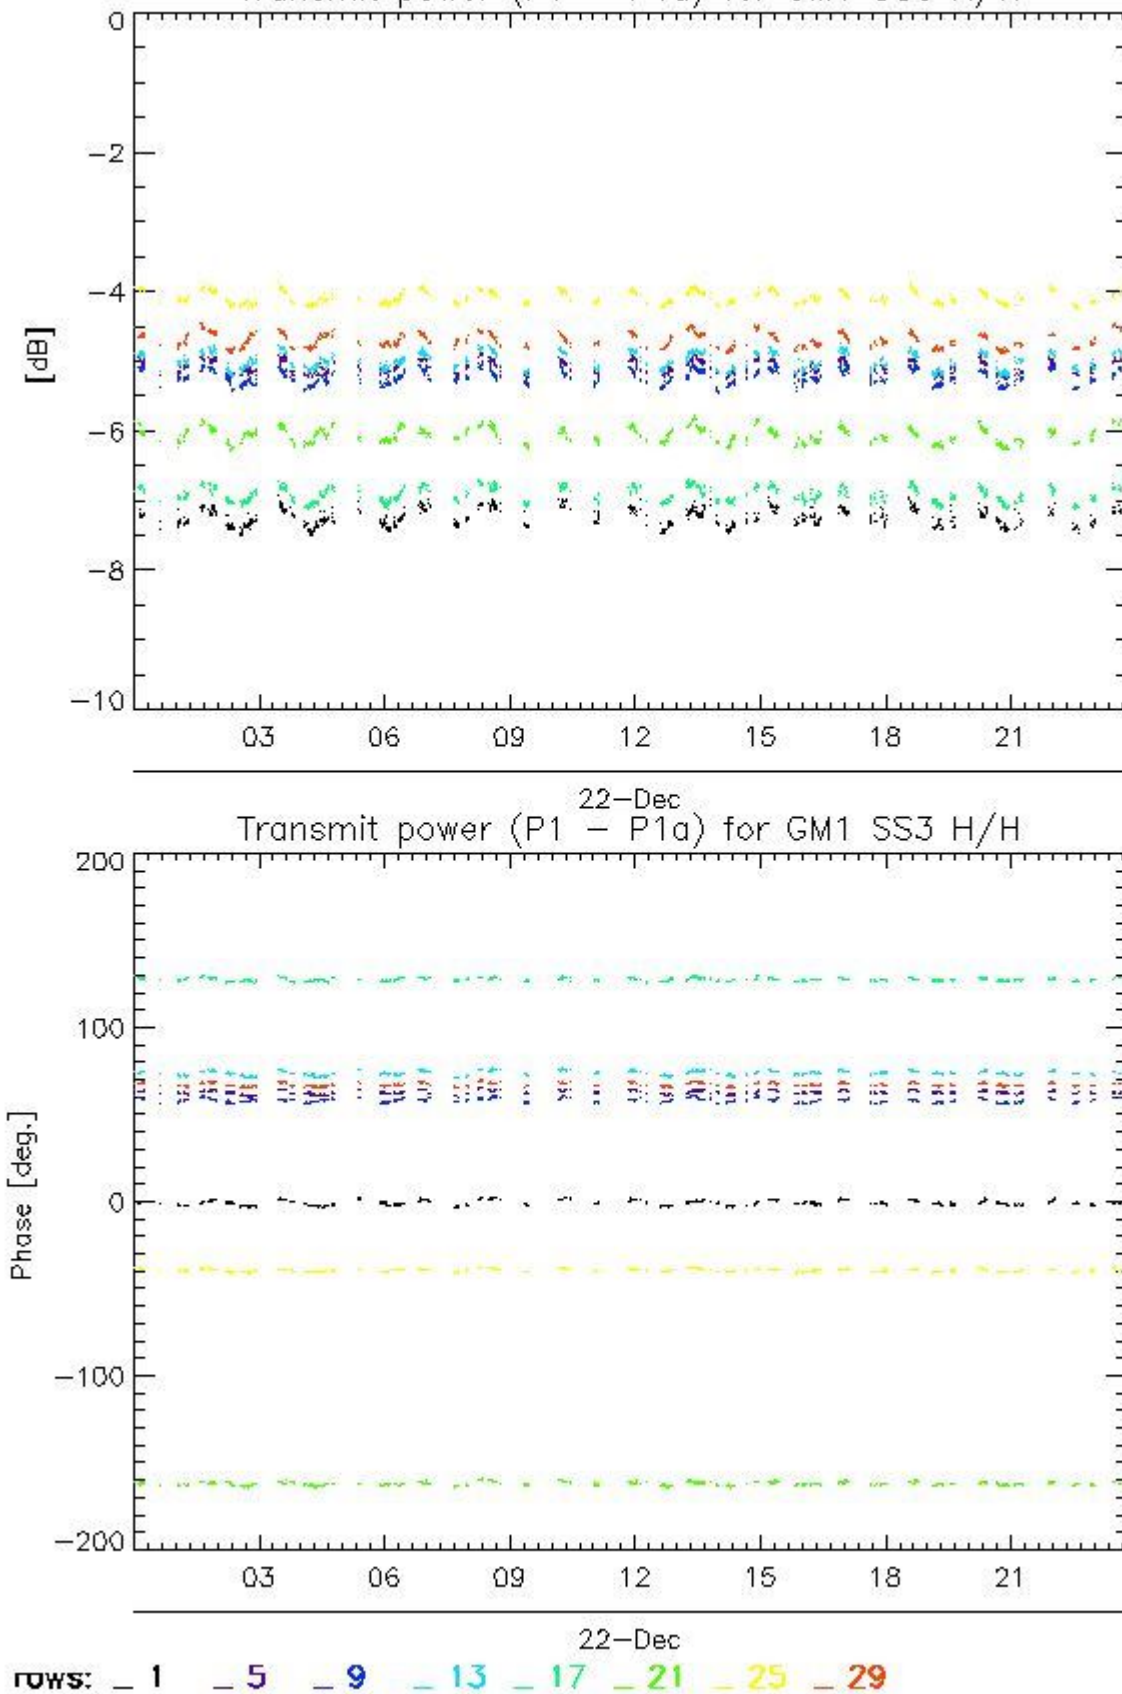 0
-2
-4
[dB]
-6
-8
-10
03 06 09 12 15 18 21
22-Dec
Transmit power (P1 - P1a) for GM1 SS3 H/H
200
100
Phase [deg.]
0
-100
-200
03 06 09 12 15 18 21
22-Dec
rows: _ 1 _ 5 _ 9 _ 13 _ 17 _ 21 _ 25 _ 29